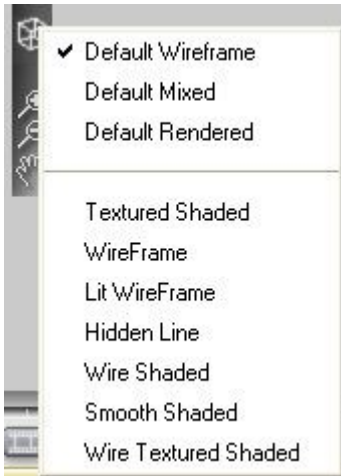 Default Wireframe
Default Mixed
Default Rendered
Textured Shaded
WireFrame
Lit WireFrame
Hidden Line
Wire Shaded
Smooth Shaded
Wire Textured Shaded